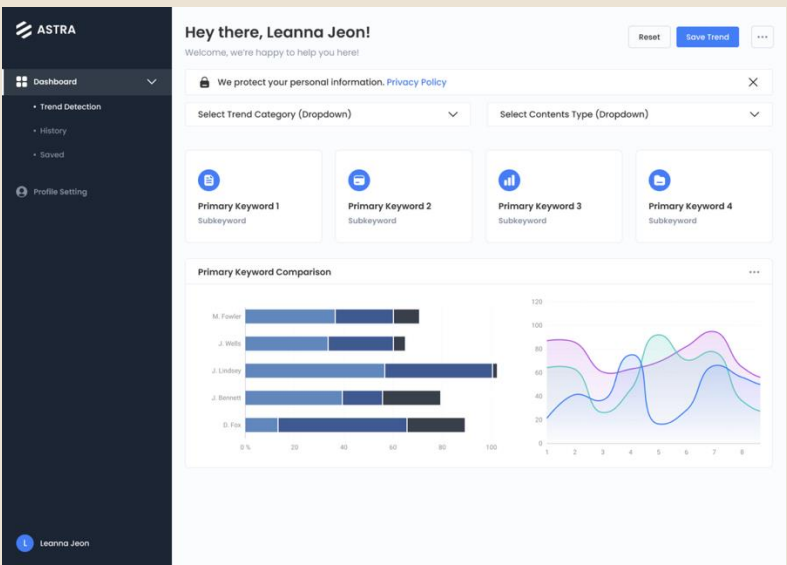 ASTRA
Dashboard
Trend Detection
History
Saved
Profile Setting
L Leanna Jeon
Hey there, Leanna Jeon!
Welcome, we're happy to help you here!
Reset Save Trend
We protect your personal information. Privacy Policy
Select Trend Category (Dropdown) Select Contents Type (Dropdown)
Primary Keyword 1 Primary Keyword 2 Primary Keyword 3 Primary Keyword 4
Subkeyword Subkeyword Subkeyword Subkeyword
Primary Keyword Comparison
M. Fowler
J. Wells
J. Lindsey
J. Bennett
D. Fox
0 % 20 40 60 80 100
120
100
80
60
40
20
0
1 2 3 4 5 6 7 8